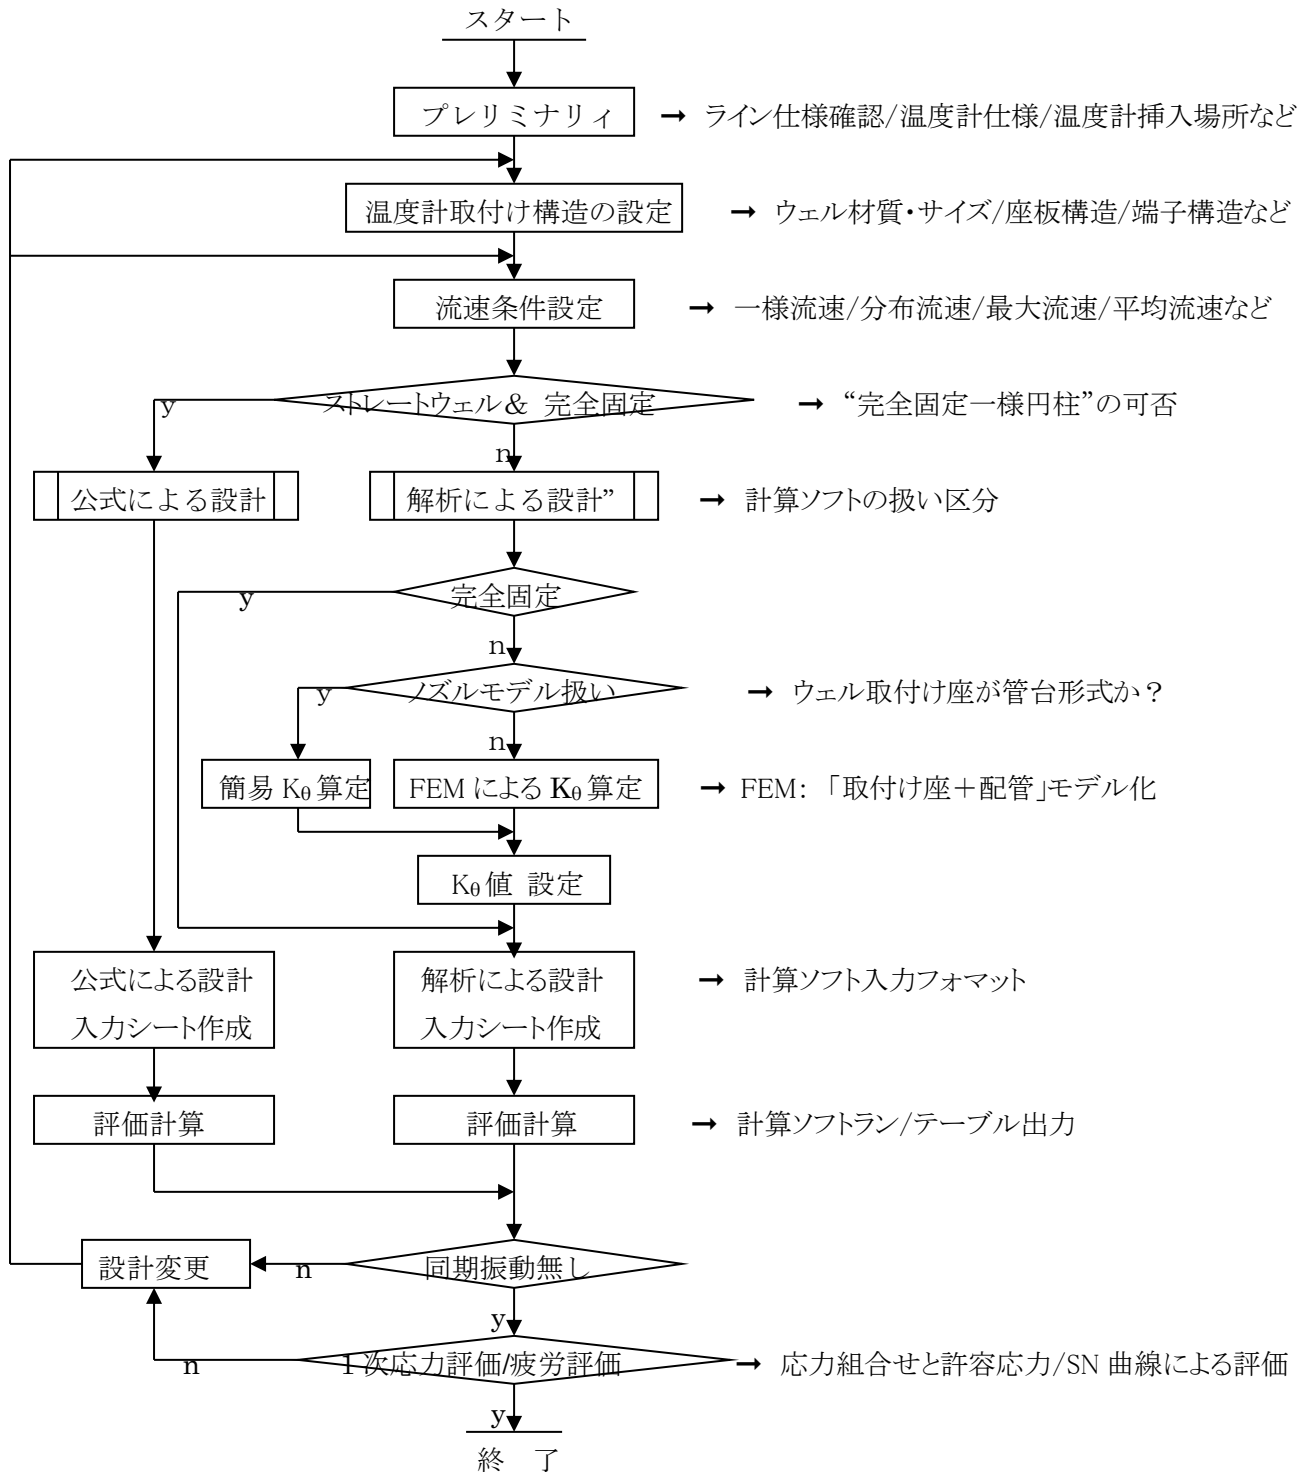 スタート
プレリミナリィ → ライン仕様確認/温度計仕様/温度計挿入場所など
温度計取付け構造の設定 → ウェル材質・サイズ/座板構造/端子構造など
流速条件設定 → 一様流速/分布流速/最大流速/平均流速など
y ストレートウェル& 完全固定 → “完全固定一様円柱”の可否
n
公式による設計 解析による設計” → 計算ソフトの扱い区分
y 完全固定
n
y ノズルモデル扱い → ウェル取付け座が管台形式か?
n
簡易 Kθ算定 FEM による Kθ算定 → FEM: 「取付け座+配管」モデル化
Kθ値 設定
公式による設計 解析による設計 → 計算ソフト入力フォマット
入力シート作成 入力シート作成
評価計算 評価計算 → 計算ソフトラン/テーブル出力
設計変更 n 同期振動無し
y
n 1次応力評価/疲労評価 → 応力組合せと許容応力/SN 曲線による評価
y
終 了